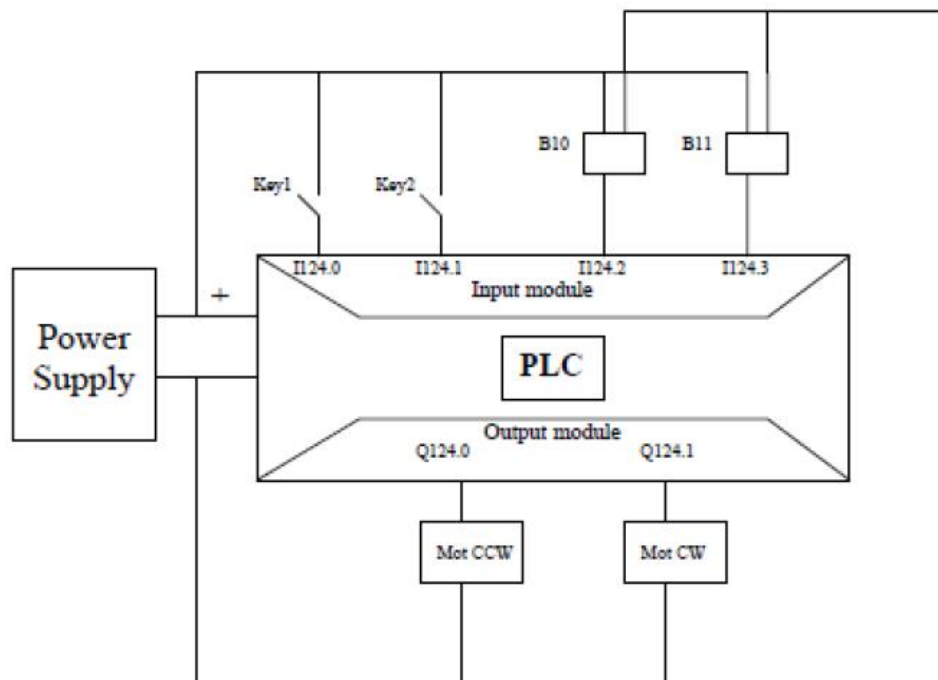 B10
B11
Key1
Key2
I124.0
I124.1
I124.2
I124.3
Input module
+
Power
Supply
PLC
Output module
Q124.0
Q124.1
Mot CCW
Mot CW